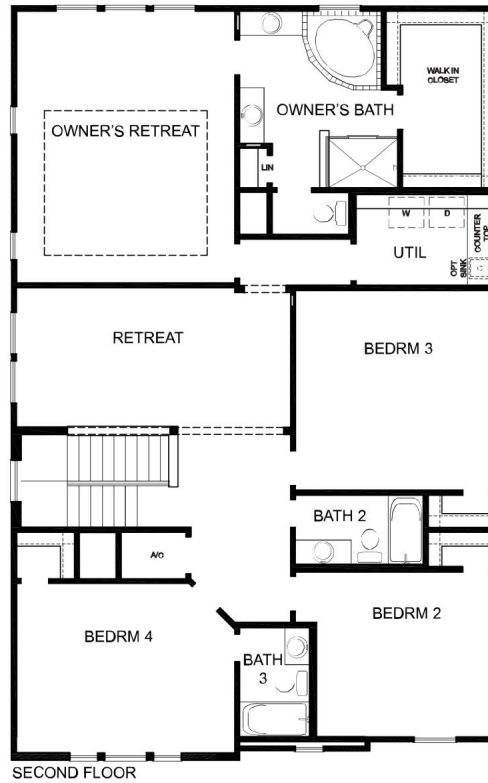 WALK IN
CLOSET
OWNER'S BATH
OWNER'S RETREAT
LIN
W
D
COUNTER
TOP
UTIL
OPT
SINK
RETREAT
BEDRM 3
BATH 2
A/C
BEDRM 2
BEDRM 4
BATH
3
SECOND FLOOR